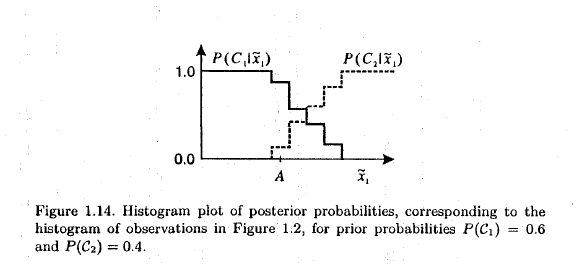 P(C₁|x̃₁) P(C₂|x̃₁)
1.0
0.0
A x̃₁
Figure 1.14. Histogram plot of posterior probabilities, corresponding to the
histogram of observations in Figure 1.2, for prior probabilities P(C₁) = 0.6
and P(C₂) = 0.4.